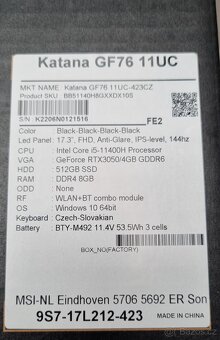 Katana GF76 11UC
MKT NAME: Katana GF76 11UC-423CZ
Product SKU: BB51140H8GXXDX10S
S/N: K2206N0121516
FE2
Color Black-Black-Black-Black
Led Panel 17.3", FHD, Anti-Glare, IPS-level, 144hz
CPU Intel Core i5-11400H Processor
VGA GeForce RTX3050/4GB GDDR6
HDD: 512GB SSD
RAM: DDR4 8GB
ODD: None
RF WLAN+BT combo module
OS: Windows 10 64bit
Keyboard Czech-Slovakian
Battery: BTY-M492 11.4V 53.5Wh 3 cells
BOX_NO(FACTORY)
MSI-NL Eindhoven 5706 5692 ER Son
9S7-17L212-423
MADE IN CHINA